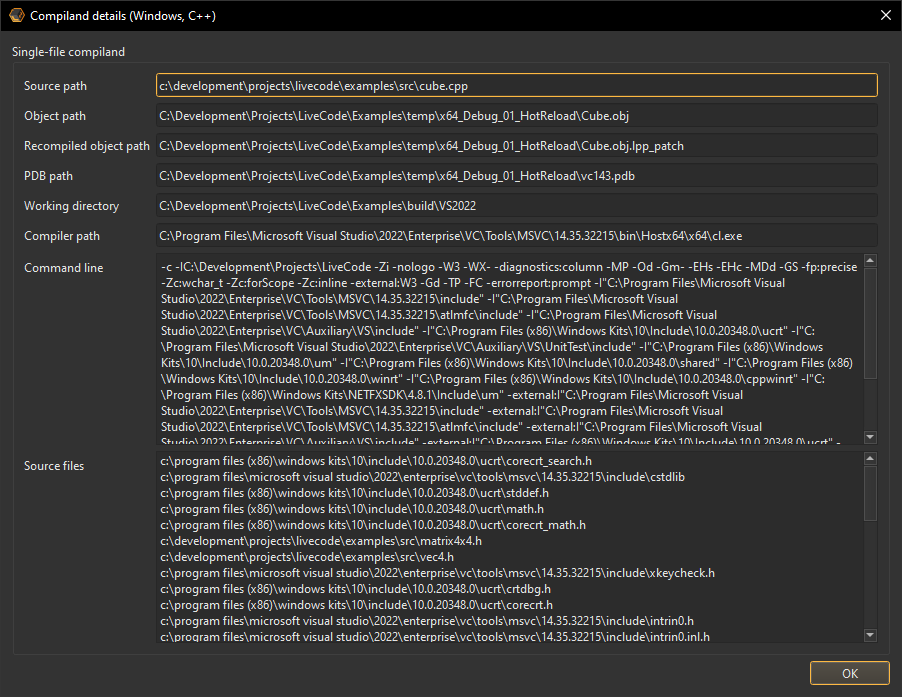 Compiland details (Windows, C++)
Single-file compiland
Source path c:\development\projects\livecode\examples\src\cube.cpp
Object path C:\Development\Projects\LiveCode\Examples\temp\x64_Debug_01_HotReload\Cube.obj
Recompiled object path C:\Development\Projects\LiveCode\Examples\temp\x64_Debug_01_HotReload\Cube.obj.lpp_patch
PDB path C:\Development\Projects\LiveCode\Examples\temp\x64_Debug_01_HotReload\vc143.pdb
Working directory C:\Development\Projects\LiveCode\Examples\build\VS2022
Compiler path C:\Program Files\Microsoft Visual Studio\2022\Enterprise\VC\Tools\MSVC\14.35.32215\bin\Hostx64\x64\cl.exe
Command line -c -IC:\Development\Projects\LiveCode -Zi -nologo -W3 -WX- -diagnostics:column -MP -Od -Gm- -EHs -EHc -MDd -GS -fp:precise
-Zc:wchar_t -Zc:forScope -Zc:inline -external:W3 -Gd -TP -FC -errorreport:prompt -I"C:\Program Files\Microsoft Visual
Studio\2022\Enterprise\VC\Tools\MSVC\14.35.32215\include" -I"C:\Program Files\Microsoft Visual
Studio\2022\Enterprise\VC\Tools\MSVC\14.35.32215\atlmfc\include" -I"C:\Program Files\Microsoft Visual
Studio\2022\Enterprise\VC\Auxiliary\VS\include" -I"C:\Program Files (x86)\Windows Kits\10\Include\10.0.20348.0\ucrt" -I"C:
\Program Files\Microsoft Visual Studio\2022\Enterprise\VC\Auxiliary\VS\UnitTest\include" -I"C:\Program Files (x86)\Windows
Kits\10\Include\10.0.20348.0\um" -I"C:\Program Files (x86)\Windows Kits\10\Include\10.0.20348.0\shared" -I"C:\Program Files (x86)
\Windows Kits\10\Include\10.0.20348.0\winrt" -I"C:\Program Files (x86)\Windows Kits\10\Include\10.0.20348.0\cppwinrt" -I"C:
\Program Files (x86)\Windows Kits\NETFXSDK\4.8.1\Include\um" -external:I"C:\Program Files\Microsoft Visual
Studio\2022\Enterprise\VC\Tools\MSVC\14.35.32215\include" -external:I"C:\Program Files\Microsoft Visual
Studio\2022\Enterprise\VC\Tools\MSVC\14.35.32215\atlmfc\include" -external:I"C:\Program Files\Microsoft Visual
Studio\2022\Enterprise\VC\Auxiliary\VS\include" -external:I"C:\Program Files (x86)\Windows Kits\10\Include\10.0.20348.0\ucrt" -
Source files c:\program files (x86)\windows kits\10\include\10.0.20348.0\ucrt\corecrt_search.h
c:\program files\microsoft visual studio\2022\enterprise\vc\tools\msvc\14.35.32215\include\cstdlib
c:\program files (x86)\windows kits\10\include\10.0.20348.0\ucrt\stddef.h
c:\program files (x86)\windows kits\10\include\10.0.20348.0\ucrt\math.h
c:\program files (x86)\windows kits\10\include\10.0.20348.0\ucrt\corecrt_math.h
c:\development\projects\livecode\examples\src\matrix4x4.h
c:\development\projects\livecode\examples\src\vec4.h
c:\program files\microsoft visual studio\2022\enterprise\vc\tools\msvc\14.35.32215\include\xkeycheck.h
c:\program files (x86)\windows kits\10\include\10.0.20348.0\ucrt\crtdbg.h
c:\program files (x86)\windows kits\10\include\10.0.20348.0\ucrt\corecrt.h
c:\program files\microsoft visual studio\2022\enterprise\vc\tools\msvc\14.35.32215\include\intrin0.h
c:\program files\microsoft visual studio\2022\enterprise\vc\tools\msvc\14.35.32215\include\intrin0.inl.h
OK